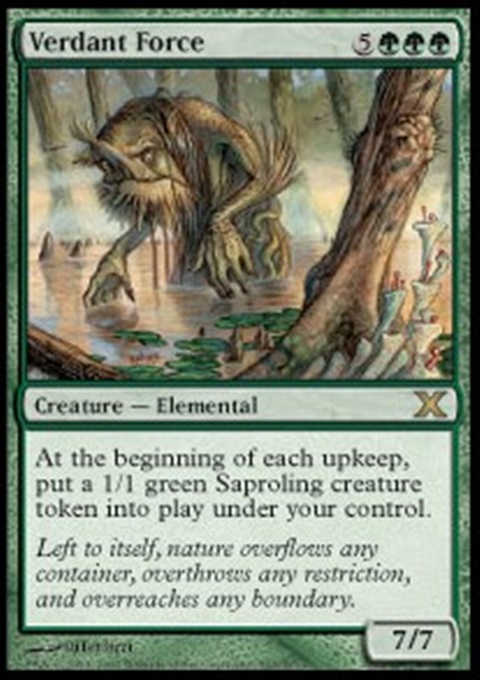 Verdant Force 5
Creature — Elemental X
At the beginning of each upkeep,
put a 1/1 green Saproling creature
token into play under your control.
Left to itself, nature overflows any
container, overthrows any restriction,
and overreaches any boundary.
7/7